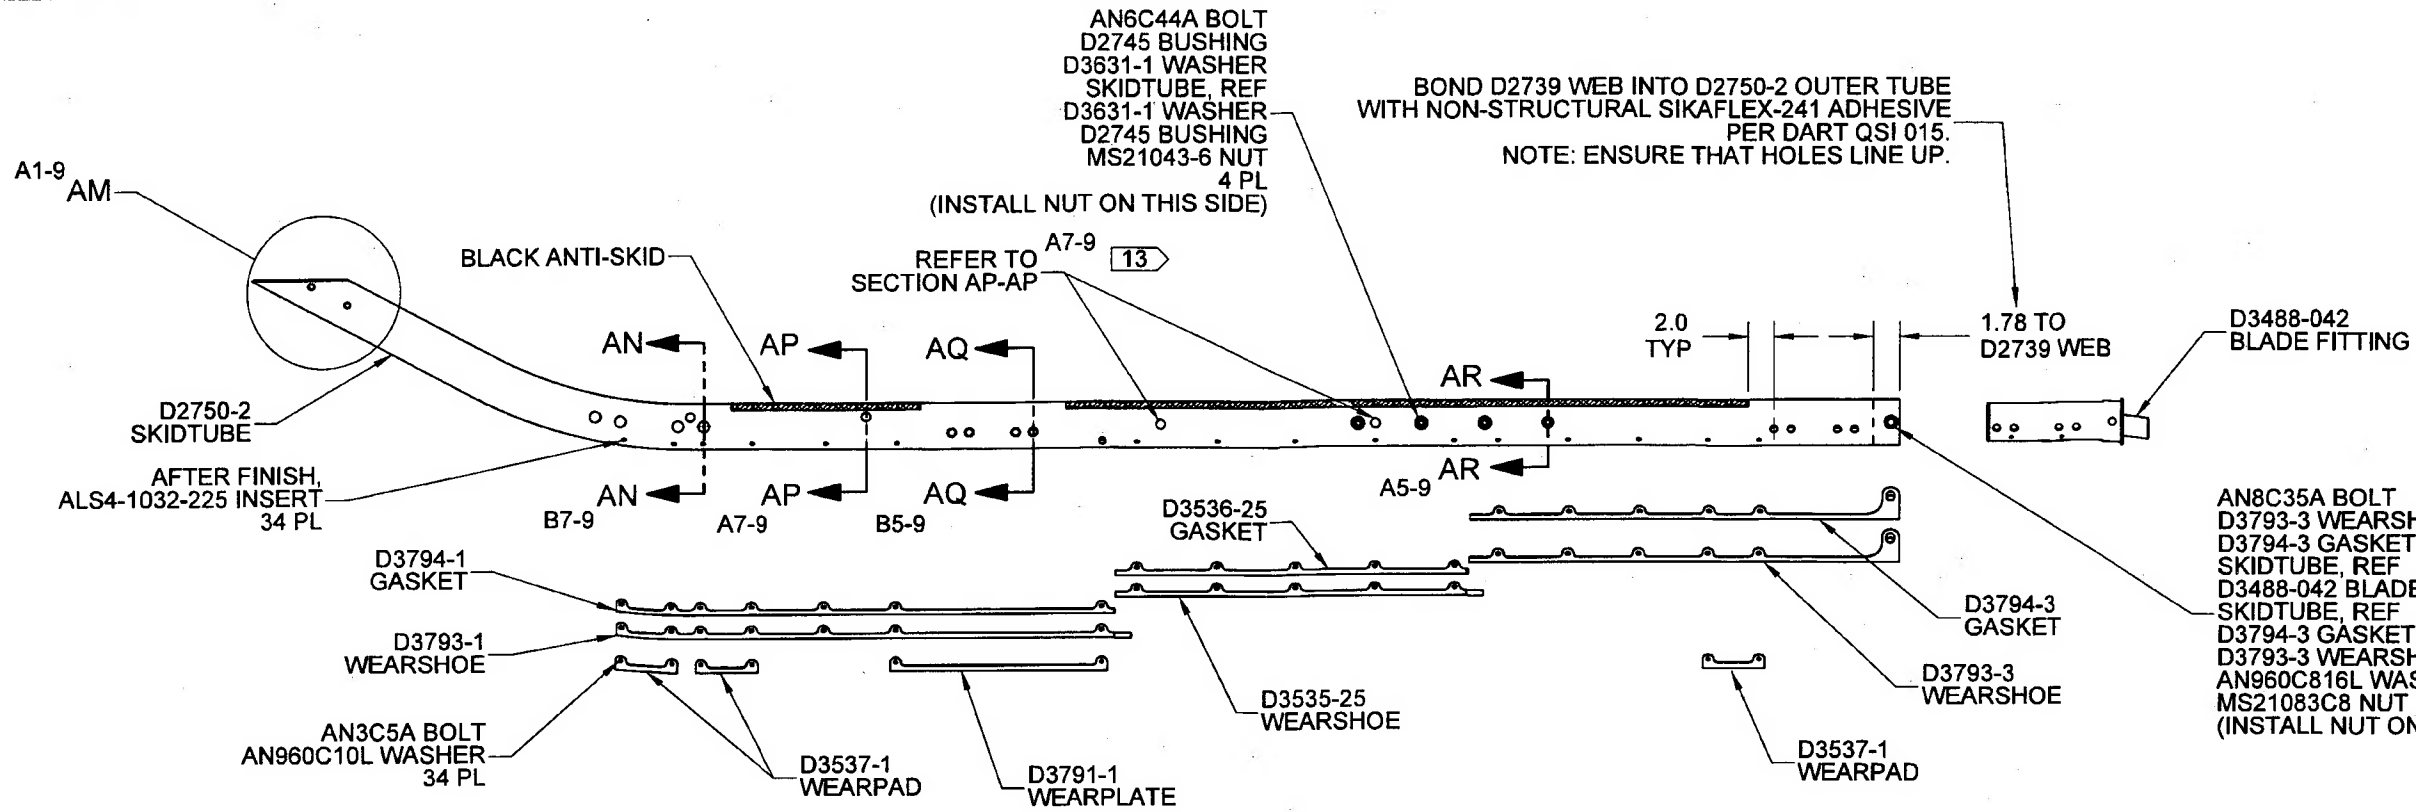 AN6C44A BOLT
D2745 BUSHING
D3631-1 WASHER
SKIDTUBE, REF
D3631-1 WASHER
D2745 BUSHING
MS21043-6 NUT
4 PL
(INSTALL NUT ON THIS SIDE)
BOND D2739 WEB INTO D2750-2 OUTER TUBE
WITH NON-STRUCTURAL SIKAFLEX-241 ADHESIVE
PER DART QSI 015.
NOTE: ENSURE THAT HOLES LINE UP.
A1-9
AM
BLACK ANTI-SKID
A7-9
REFER TO
SECTION AP-AP
13
2.0
TYP
1.78 TO
D2739 WEB
D3488-042
BLADE FITTING
AN
AP
AQ
AR
D2750-2
SKIDTUBE
AFTER FINISH,
ALS4-1032-225 INSERT
34 PL
AN
AP
AQ
AR
B7-9
A7-9
B5-9
A5-9
D3794-1
GASKET
D3536-25
GASKET
D3793-1
WEARSHOE
D3794-3
GASKET
D3535-25
WEARSHOE
D3793-3
WEARSHOE
AN3C5A BOLT
AN960C10L WASHER
34 PL
D3537-1
WEARPAD
D3791-1
WEARPLATE
D3537-1
WEARPAD
AN8C35A BOLT
D3793-3
D3794-3 GASKET
SKIDTUBE, REF
D3488-042 BLADE
SKIDTUBE, REF
D3794-3 GASKET
D3793-3
AN960C816L
MS21083C8 NUT
(INSTALL NUT ON